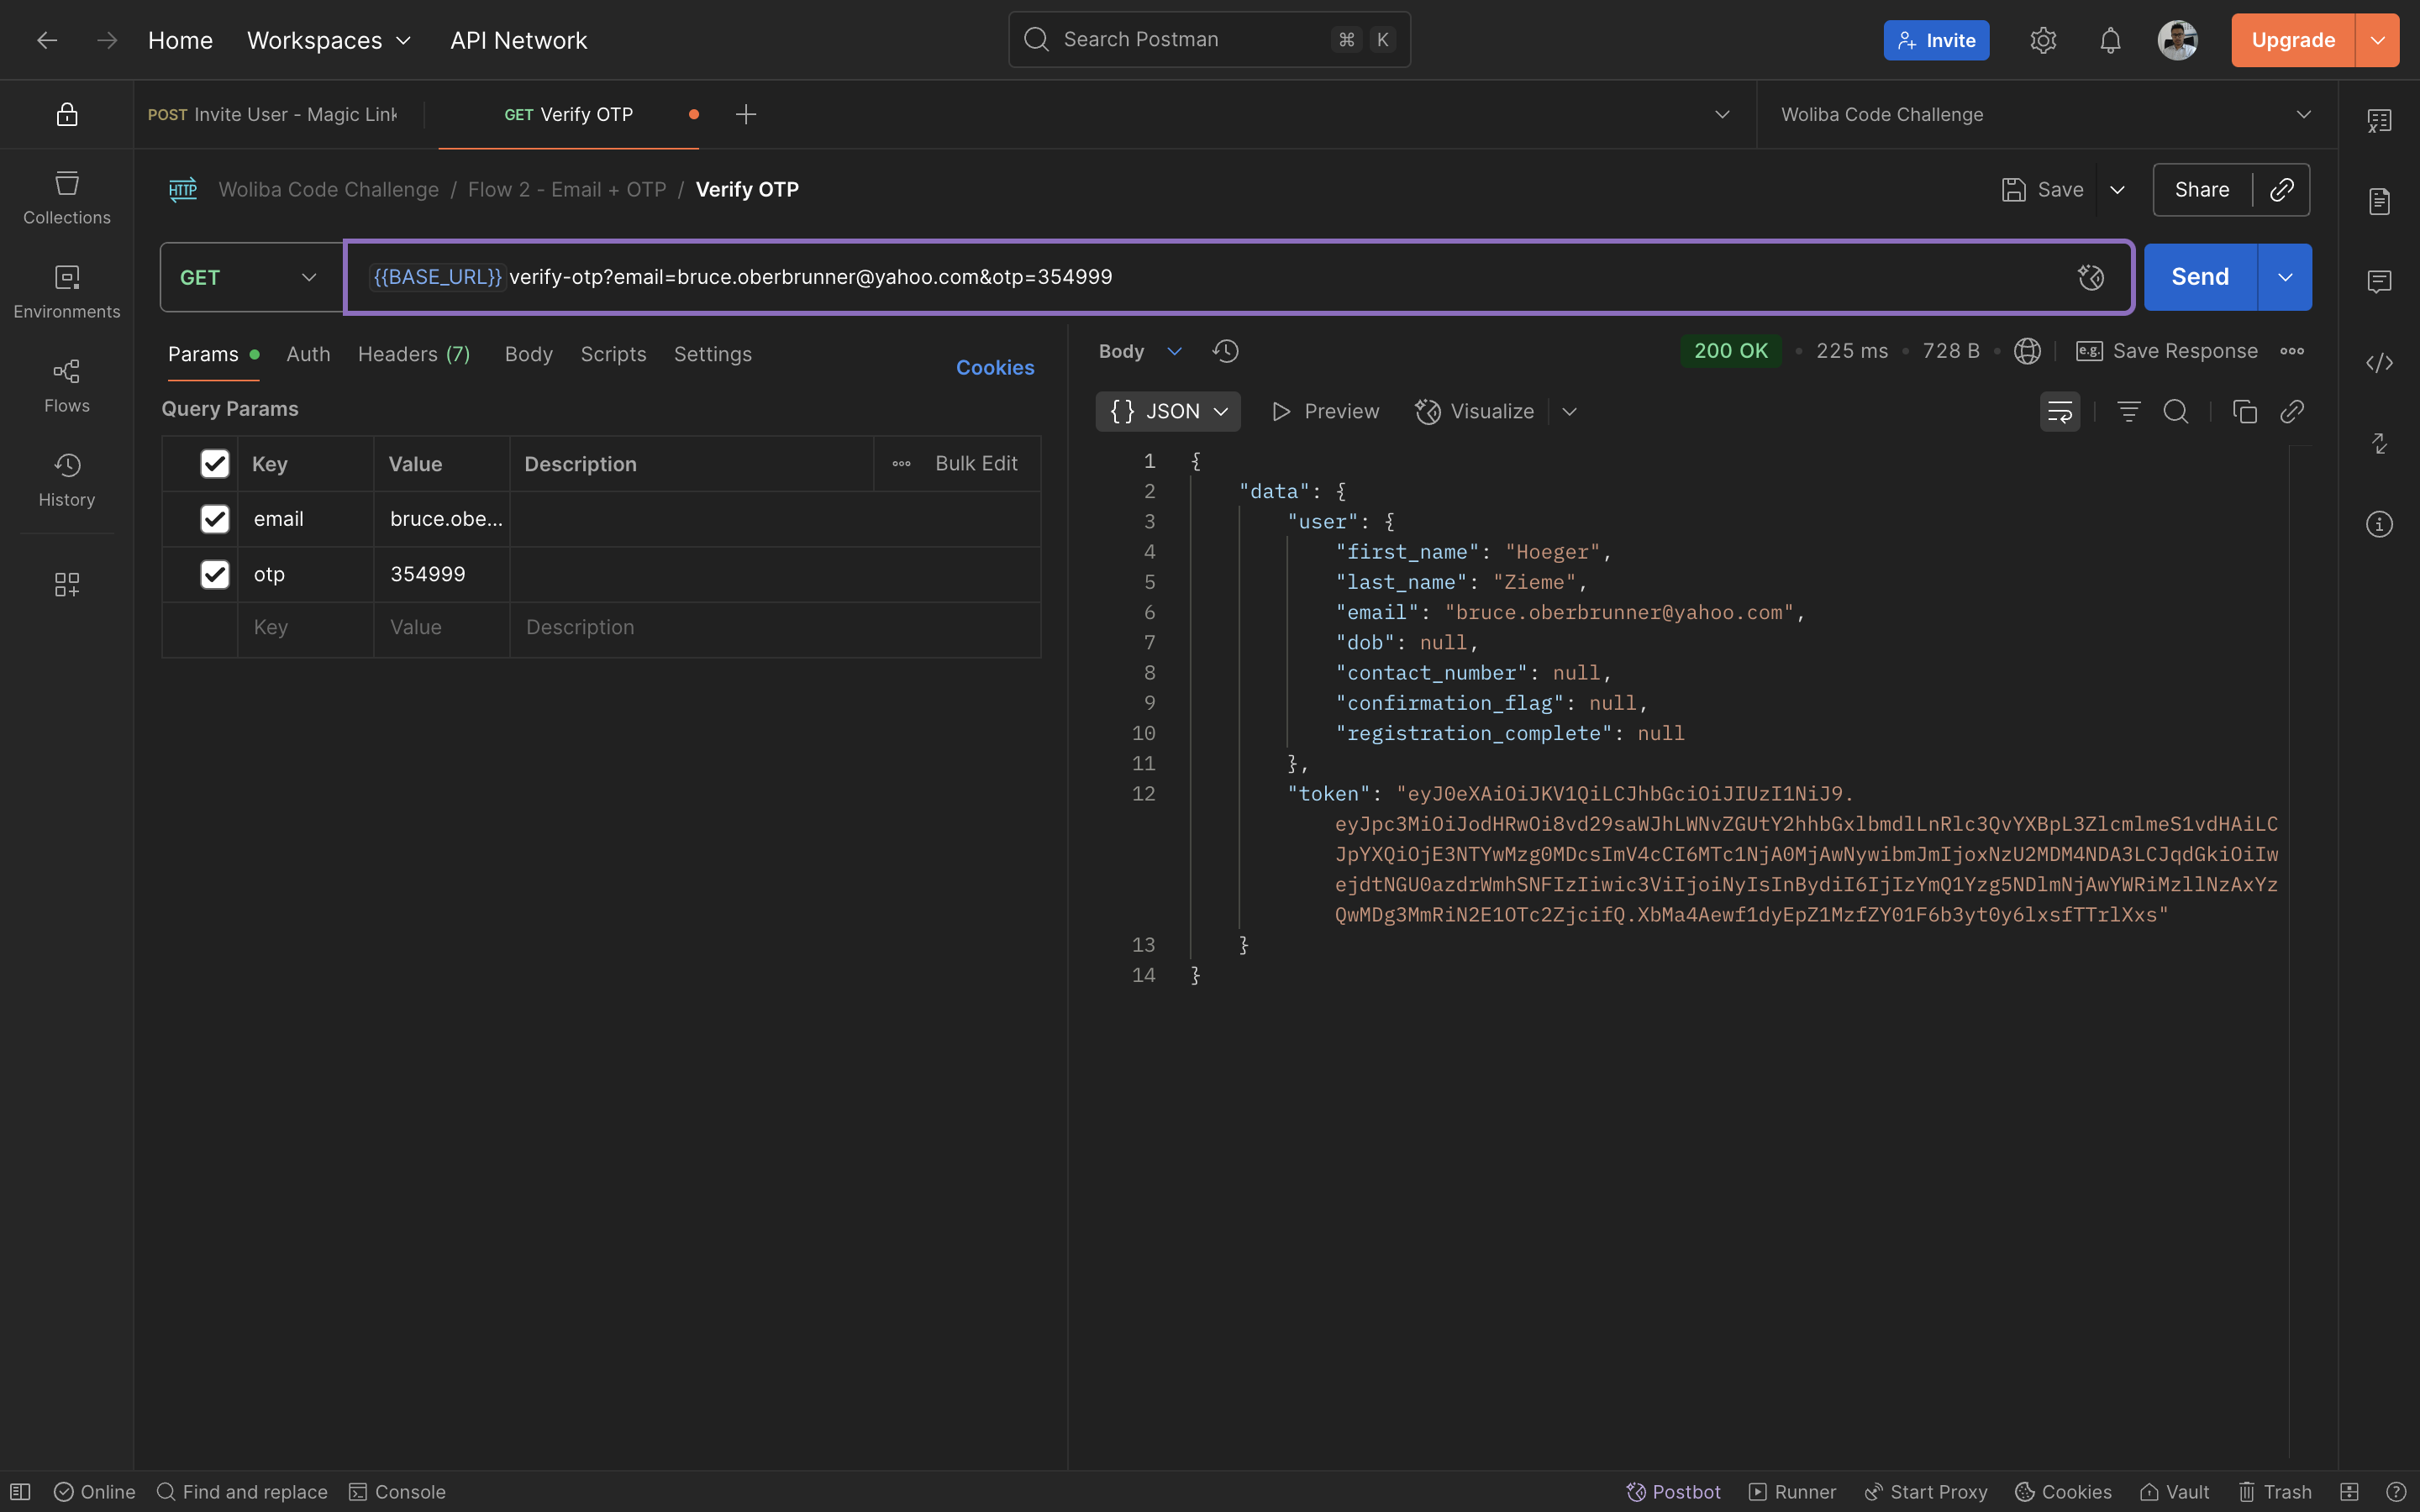 Home
Workspaces
API Network
Search Postman
⌘ K
Invite
Upgrade
POST Invite User - Magic Link
GET Verify OTP
Woliba Code Challenge
HTTP Woliba Code Challenge / Flow 2 - Email + OTP / Verify OTP
Save
Share
Collections
Environments
Flows
History
GET
{{BASE_URL}} verify-otp?email=bruce.oberbrunner@yahoo.com&otp=354999
Send
Params
Auth
Headers (7)
Body
Scripts
Settings
Cookies
Query Params
Key Value Description Bulk Edit
email bruce.obe...
otp 354999
Key Value Description
Body
200 OK • 225 ms • 728 B
e.g. Save Response
{ } JSON
Preview
Visualize
1 {
2 "data": {
3 "user": {
4 "first_name": "Hoeger",
5 "last_name": "Zieme",
6 "email": "bruce.oberbrunner@yahoo.com",
7 "dob": null,
8 "contact_number": null,
9 "confirmation_flag": null,
10 "registration_complete": null
11 },
12 "token": "eyJ0eXAiOiJKV1QiLCJhbGciOiJIUzI1NiJ9.
eyJpc3MiOiJodHRwOi8vd29saWJhLWNvZGUtY2hhbGxlbmdlLnRlc3QvYXBpL3ZlcmlmeS1vdHAiLC
JpYXQiOjE3NTYwMzg0MDcsImV4cCI6MTc1NjA0MjAwNywibmJmIjoxNzU2MDM4NDA3LCJqdGkiOiIw
ejdtNGU0azdrWmhSNFIzIiwic3ViIjoiNyIsInBydiI6IjIzYmQ1Yzg5NDlmNjAwYWRiMzllNzAxYz
QwMDg3MmRiN2E1OTc2ZjcifQ.XbMa4Aewf1dyEpZ1MzfZY01F6b3yt0y6lxsfTTrlXxs"
13 }
14 }
Online
Find and replace
Console
Postbot
Runner
Start Proxy
Cookies
Vault
Trash